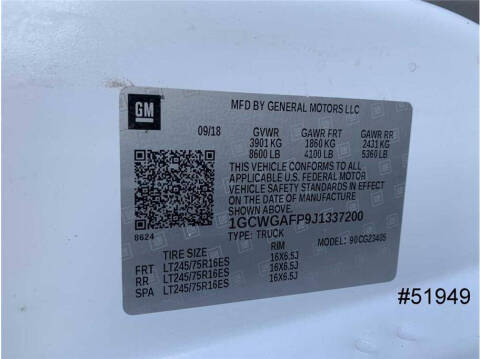 GM
MFD BY GENERAL MOTORS LLC
09/18 GVWR GAWR FRT GAWR RR
3901 KG 1860 KG 2431 KG
8600 LB 4100 LB 5360 LB
THIS VEHICLE CONFORMS TO ALL
APPLICABLE U.S. FEDERAL MOTOR
VEHICLE SAFETY STANDARDS IN EFFECT
ON THE DATE OF MANUFACTURE SHOWN ABOVE
1GCWGAFP9J1337200
8624 TYPE: TRUCK MODEL: 90CG23405
TIRE SIZE RIM
FRT LT245/75R16ES 16X6.5J
RR LT245/75R16ES 16X6.5J
SPA LT245/75R16ES 16X6.5J
#51949